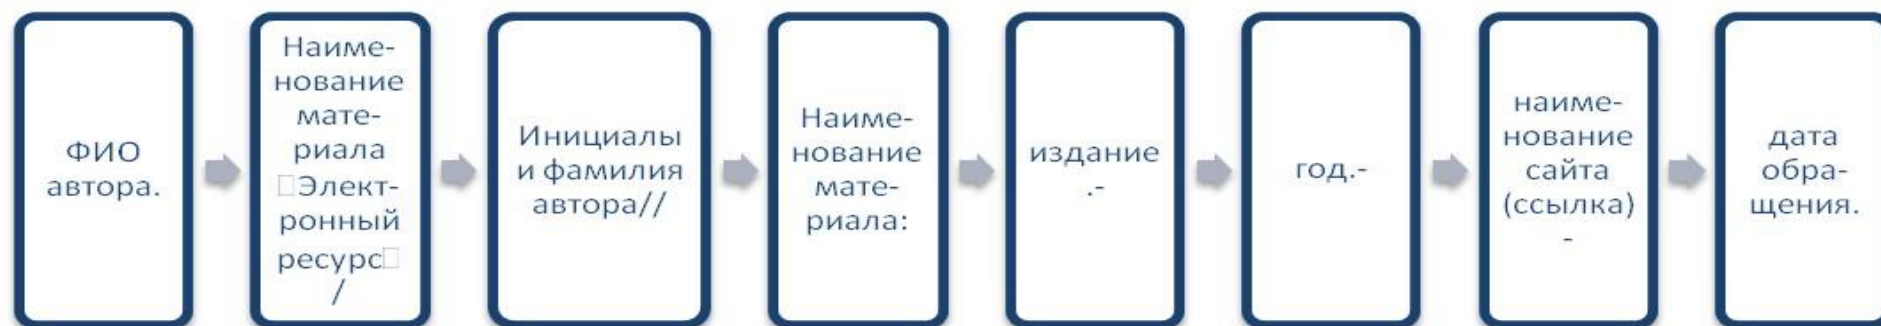 ФИО
автора.
Наиме-
нование
мате-
риала
□Элект-
ронный
ресурс□
/
Инициалы
и фамилия
автора//
Наиме-
нование
мате-
риала:
издание
.-
год.-
наиме-
нование
сайта
(ссылка)
-
дата
обра-
щения.